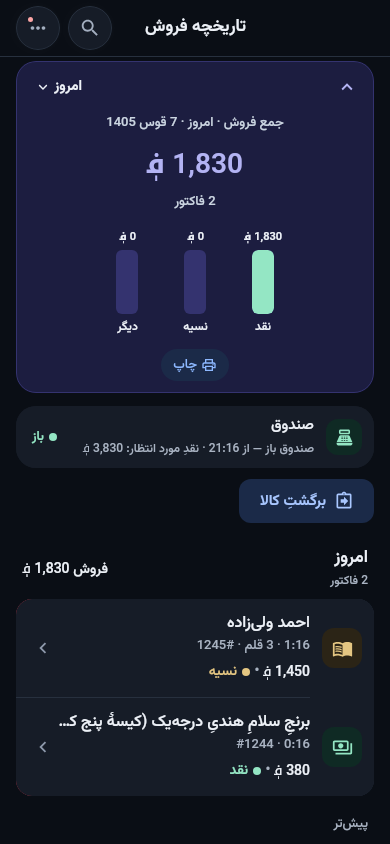 تاریخچه فروش
امروز
جمع فروش · امروز · 7 قوس 1405
1,830 ؋
2 فاکتور
1,830 ؋
0 ؋
0 ؋
نقد
نسیه
دیگر
چاپ
صندوق
باز
صندوق باز — از 21:16 · نقدِ مورد انتظار: 3,830 ؋
برگشتِ کالا
امروز
فروش 1,830 ؋
2 فاکتور
احمد ولی‌زاده
1:16 · 3 قلم · #1245
1,450 ؋ • نسیه
برنجِ سلامِ هندیِ درجه‌یک (کیسهٔ پنج ک...
0:16 · #1244
380 ؋ • نقد
پیش‌تر